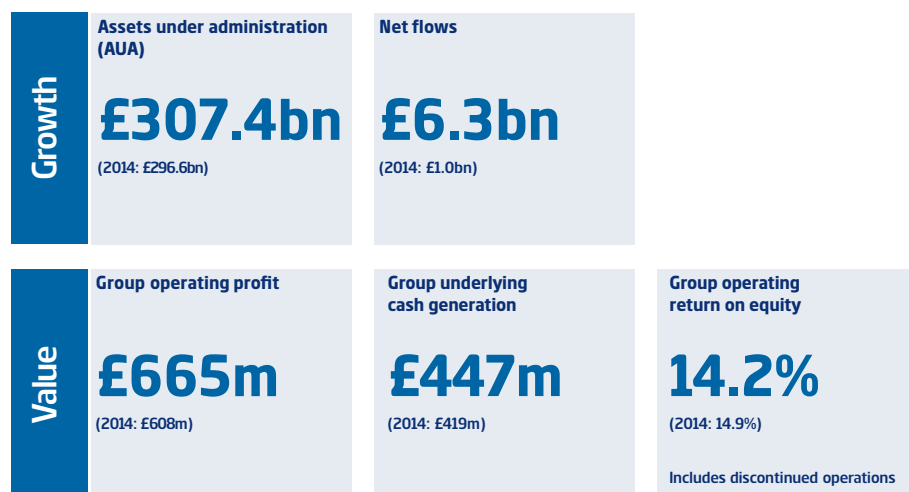 Growth
Assets under administration
(AUA)
£307.4bn
(2014: £296.6bn)
Net flows
£6.3bn
(2014: £1.0bn)
Value
Group operating profit
£665m
(2014: £608m)
Group underlying
cash generation
£447m
(2014: £419m)
Group operating
return on equity
14.2%
(2014: 14.9%)
Includes discontinued operations